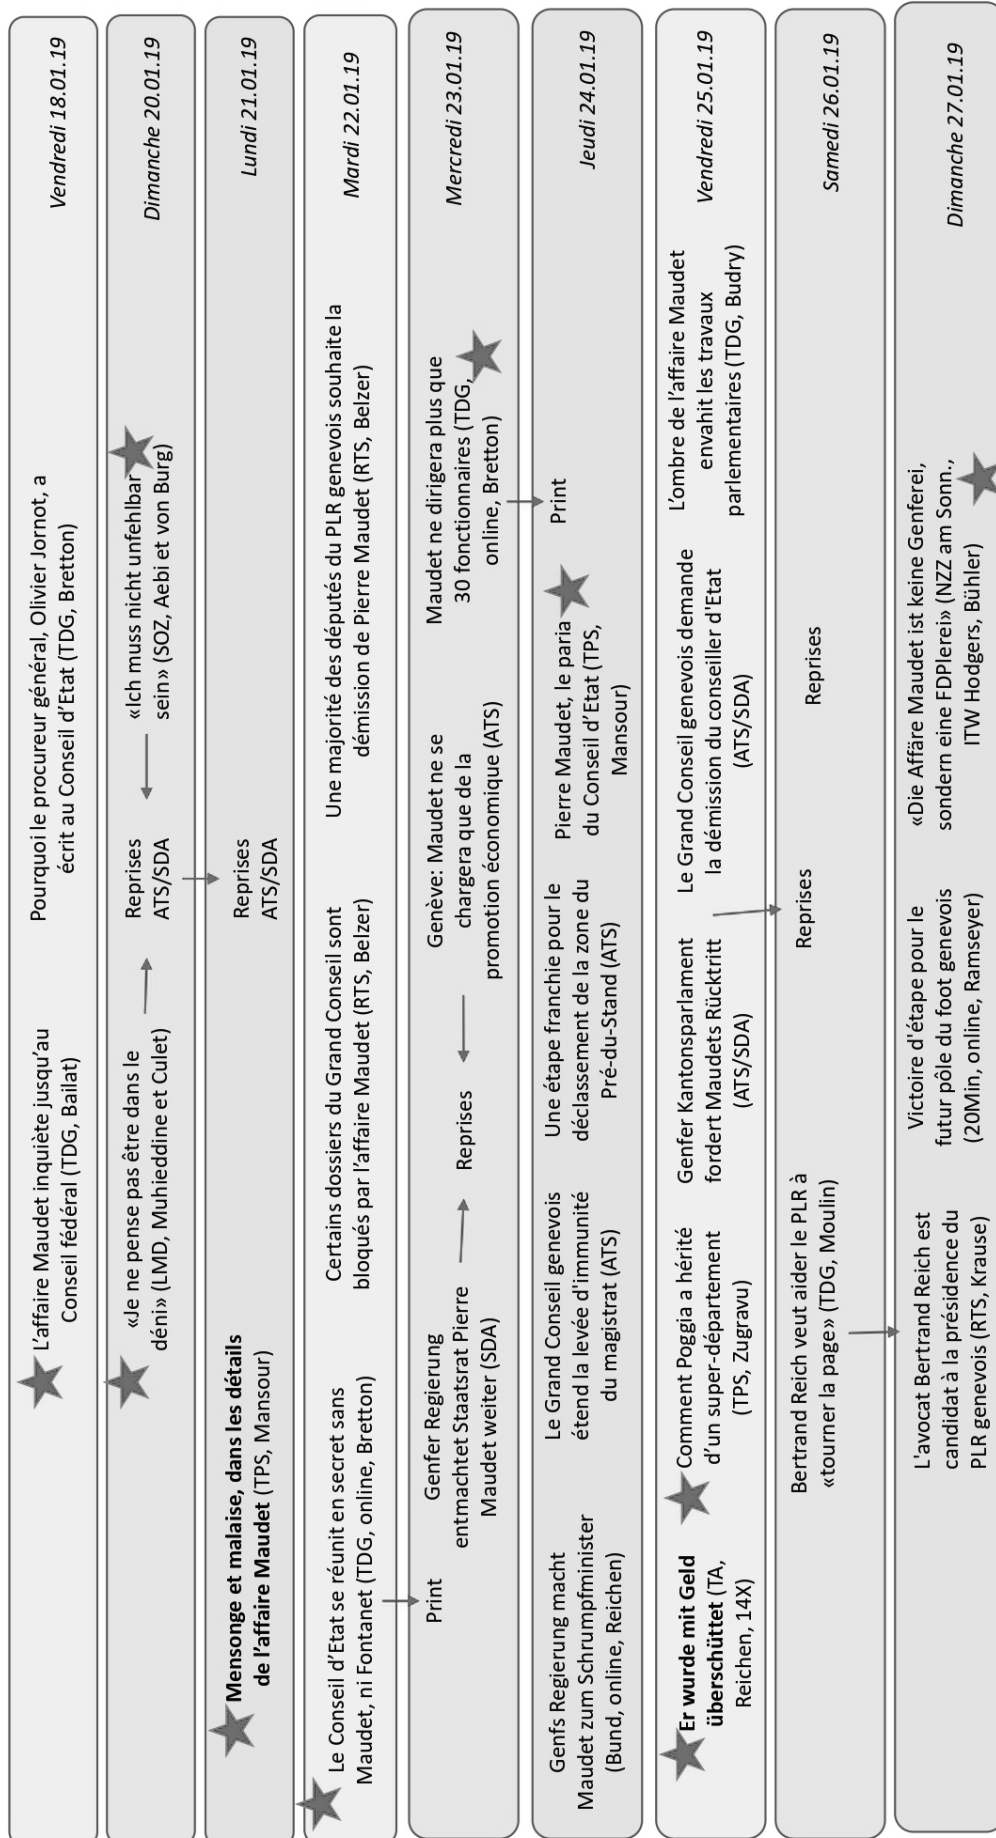 Vendredi 18.01.19
L'affaire Maudet inquiète jusqu'au
Conseil fédéral (TDG, Bailat)
Pourquoi le procureur général, Olivier Jornot, a
écrit au Conseil d'Etat (TDG, Bretton)
Dimanche 20.01.19
«Je ne pense pas être dans le
déni» (LMD, Muhieddine et Culet)
Reprises
ATS/SDA
«Ich muss nicht unfehlbar
sein» (SOZ, Aebi et von Burg)
Lundi 21.01.19
Mensonge et malaise, dans les détails
de l'affaire Maudet (TPS, Mansour)
Reprises
ATS/SDA
Mardi 22.01.19
Le Conseil d'Etat se réunit en secret sans
Maudet, ni Fontanet (TDG, online, Bretton)
Certains dossiers du Grand Conseil sont
bloqués par l'affaire Maudet (RTS, Belzer)
Une majorité des députés du PLR genevois souhaite la
démission de Pierre Maudet (RTS, Belzer)
Mercredi 23.01.19
Print
Genfer Regierung
entmachtet Staatsrat Pierre
Maudet weiter (SDA)
Reprises
Genève: Maudet ne se
chargera que de la
promotion économique (ATS)
Maudet ne dirigera plus que
30 fonctionnaires (TDG,
online, Bretton)
Jeudi 24.01.19
Genfs Regierung macht
Maudet zum Schrumpfminister
(Bund, online, Reichen)
Le Grand Conseil genevois
étend la levée d'immunité
du magistrat (ATS)
Une étape franchie pour le
déclassement de la zone du
Pré-du-Stand (ATS)
Pierre Maudet, le paria
du Conseil d'Etat (TPS,
Mansour)
Print
Vendredi 25.01.19
Er wurde mit Geld
überschüttet (TA,
Reichen, 14X)
Comment Poggia a hérité
d'un super-département
(TPS, Zugravu)
Genfer Kantonsparlament
fordert Maudets Rücktritt
(ATS/SDA)
Le Grand Conseil genevois demande
la démission du conseiller d'Etat
(ATS/SDA)
L'ombre de l'affaire Maudet
envahit les travaux
parlementaires (TDG, Budry)
Samedi 26.01.19
Bertrand Reich veut aider le PLR à
«tourner la page» (TDG, Moulin)
Reprises
Reprises
Dimanche 27.01.19
L'avocat Bertrand Reich est
candidat à la présidence du
PLR genevois (RTS, Krause)
Victoire d'étape pour le
futur pôle du foot genevois
(20Min, online, Ramseyer)
«Die Affäre Maudet ist keine Genferei,
sondern eine FDPlerei» (NZZ am Sonn.,
ITW Hodgers, Bühler)